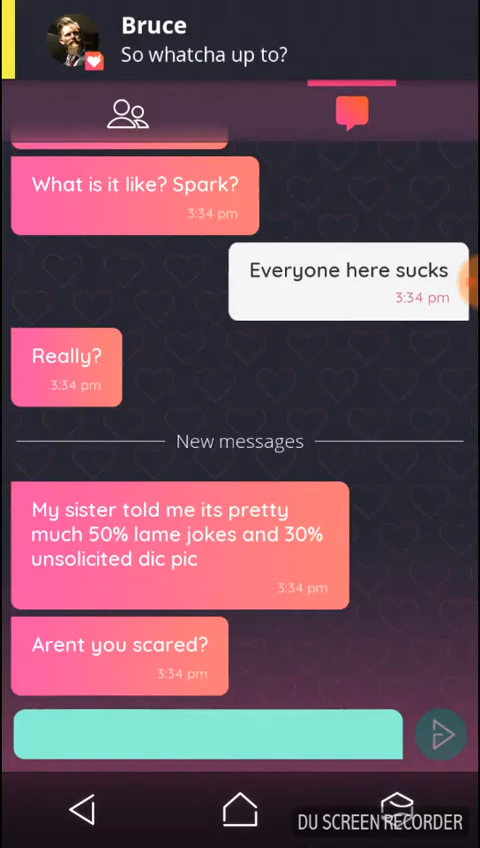 Bruce
So whatcha up to?
What is it like? Spark?
3:34 pm
Everyone here sucks
3:34 pm
Really?
3:34 pm
New messages
My sister told me its pretty
much 50% lame jokes and 30%
unsolicited dic pic
3:34 pm
Arent you scared?
3:34 pm
DU SCREEN RECORDER